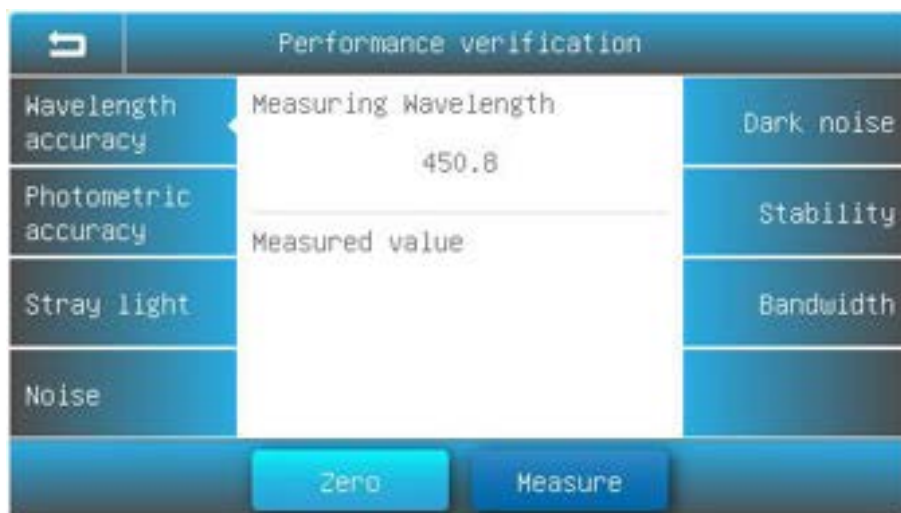 Performance verification
Wavelength
accuracy
Photometric
accuracy
Stray light
Noise
Measuring Wavelength
450.8
Measured value
Dark noise
Stability
Bandwidth
Zero
Measure